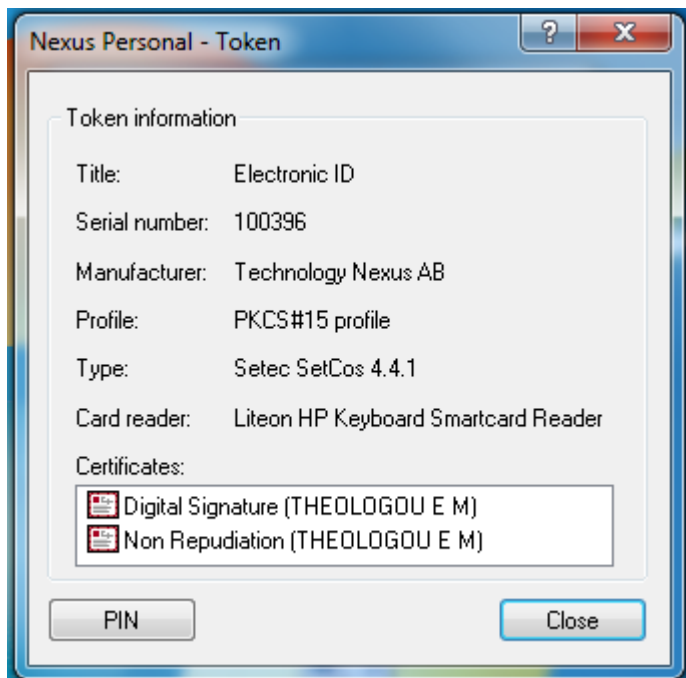 Nexus Personal - Token
Token information
Title: Electronic ID
Serial number: 100396
Manufacturer: Technology Nexus AB
Profile: PKCS#15 profile
Type: Setec SetCos 4.4.1
Card reader: Liteon HP Keyboard Smartcard Reader
Certificates:
Digital Signature (THEOLOGOU E M)
Non Repudiation (THEOLOGOU E M)
PIN Close